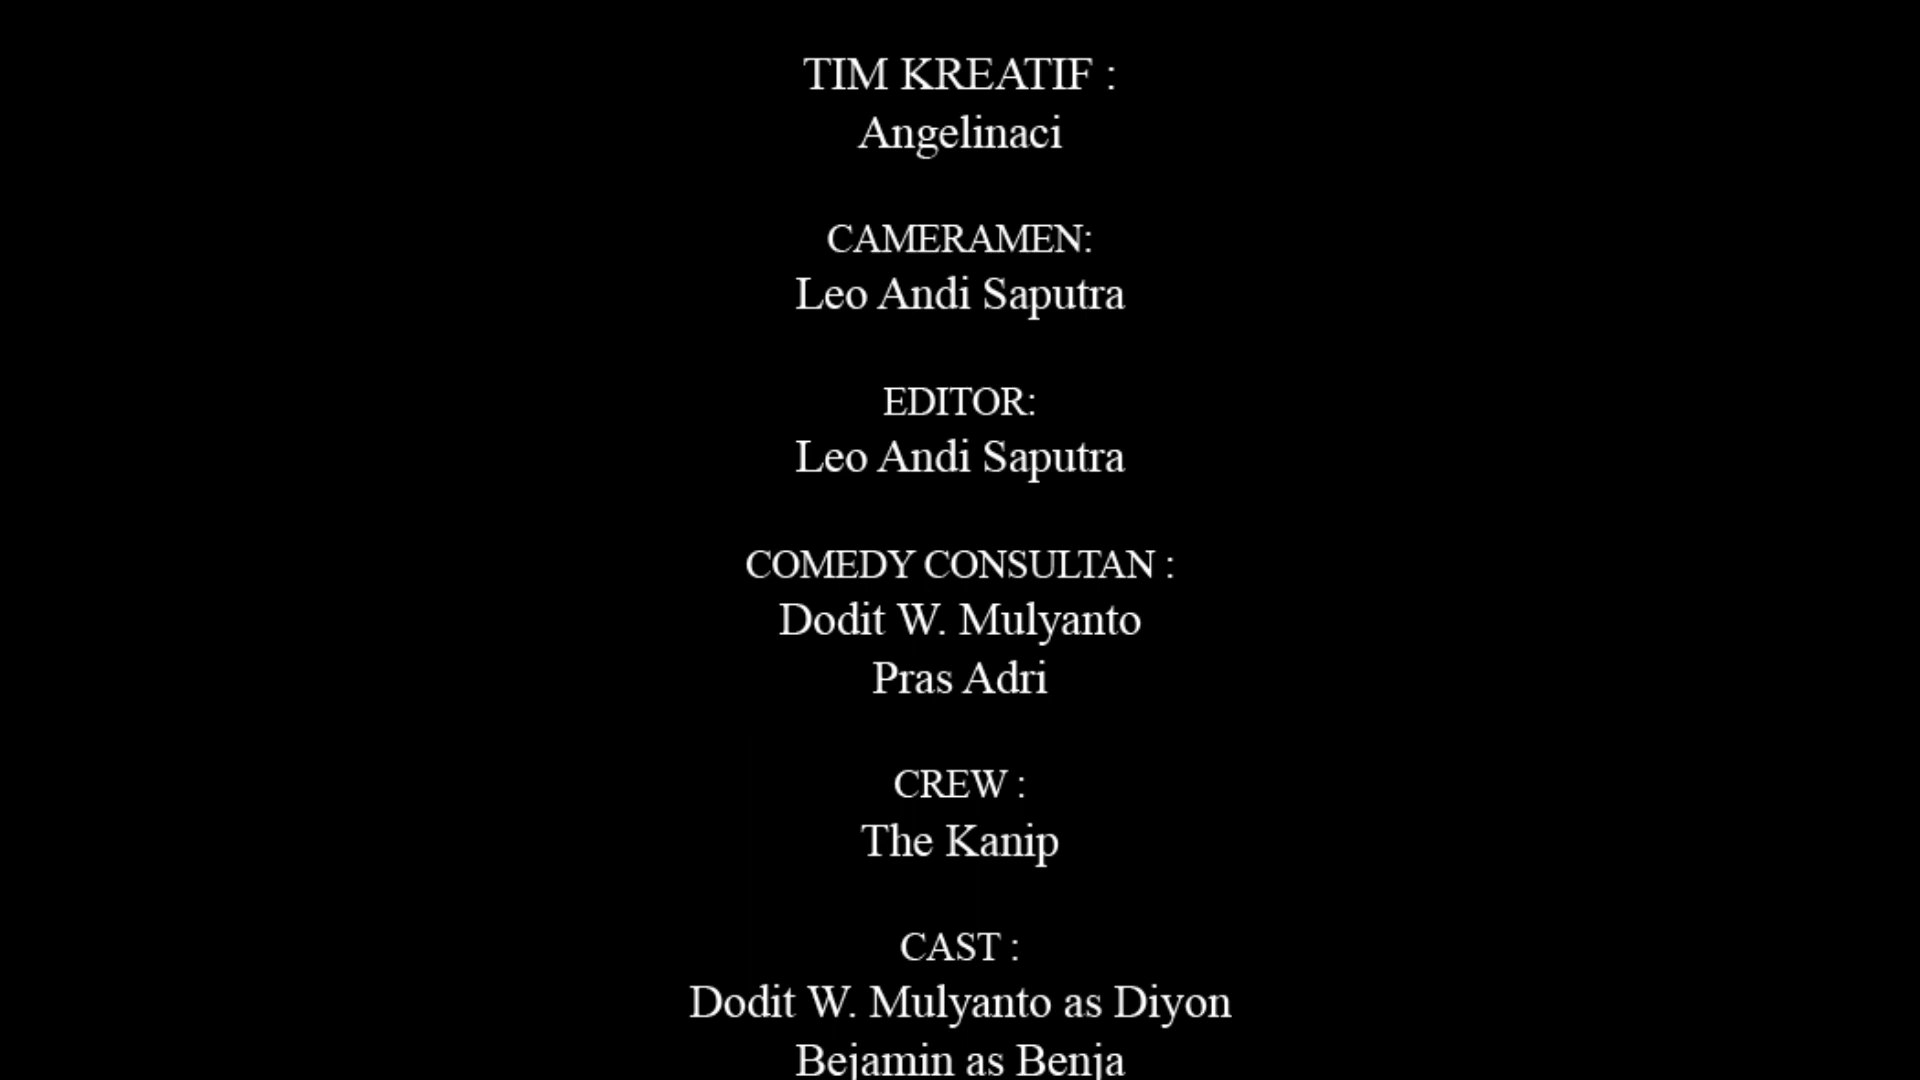 TIM KREATIF :
Angelinaci
CAMERAMEN:
Leo Andi Saputra
EDITOR:
Leo Andi Saputra
COMEDY CONSULTAN :
Dodit W. Mulyanto
Pras Adri
CREW :
The Kanip
CAST :
Dodit W. Mulyanto as Diyon
Bejamin as Benja